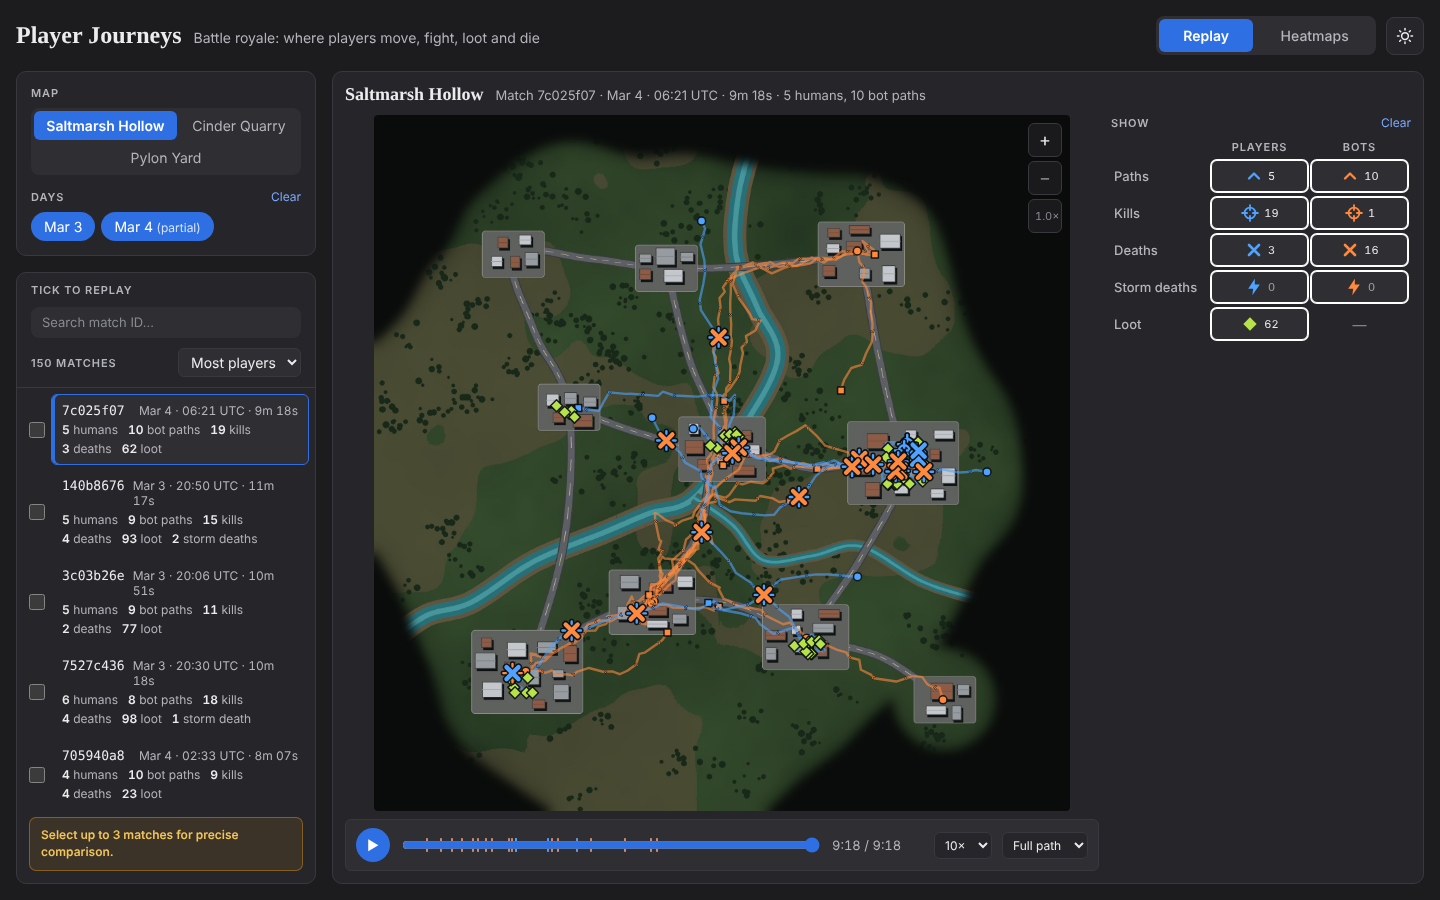 Player Journeys
Battle royale: where players move, fight, loot and die
Replay
Heatmaps
MAP
Saltmarsh Hollow
Cinder Quarry
Pylon Yard
DAYS
Clear
Mar 3
Mar 4 (partial)
TICK TO REPLAY
Search match ID...
150 MATCHES
Most players
7c025f07 Mar 4 · 06:21 UTC · 9m 18s
5 humans 10 bot paths 19 kills
3 deaths 62 loot
140b8676 Mar 3 · 20:50 UTC · 11m
17s
5 humans 9 bot paths 15 kills
4 deaths 93 loot 2 storm deaths
3c03b26e Mar 3 · 20:06 UTC · 10m
51s
5 humans 9 bot paths 11 kills
2 deaths 77 loot
7527c436 Mar 3 · 20:30 UTC · 10m
18s
6 humans 8 bot paths 18 kills
4 deaths 98 loot 1 storm death
705940a8 Mar 4 · 02:33 UTC · 8m 07s
4 humans 10 bot paths 9 kills
4 deaths 23 loot
Select up to 3 matches for precise
comparison.
Saltmarsh Hollow
Match 7c025f07 · Mar 4 · 06:21 UTC · 9m 18s · 5 humans, 10 bot paths
+
−
1.0×
9:18 / 9:18
10×
Full path
SHOW
Clear
PLAYERS BOTS
Paths 5 10
Kills 19 1
Deaths 3 16
Storm deaths 0 0
Loot 62 —